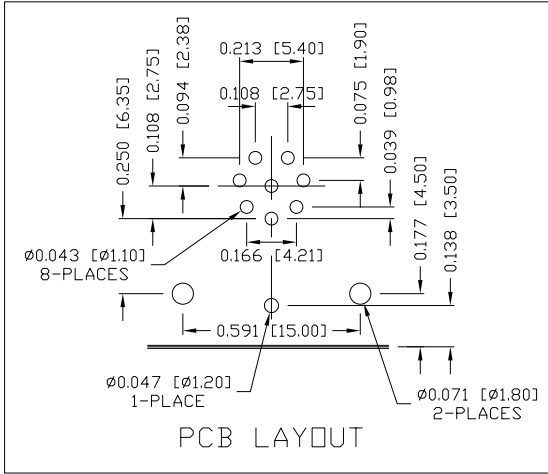 0.213 [5.40]
0.108 [2.75]
0.094 [2.38]
0.108 [2.75]
0.250 [6.35]
0.075 [1.90]
0.039 [0.98]
0.177 [4.50]
0.138 [3.50]
Ø0.043 [Ø1.10]
8-PLACES
0.166 [4.21]
0.591 [15.00]
Ø0.047 [Ø1.20]
1-PLACE
Ø0.071 [Ø1.80]
2-PLACES
PCB LAYOUT